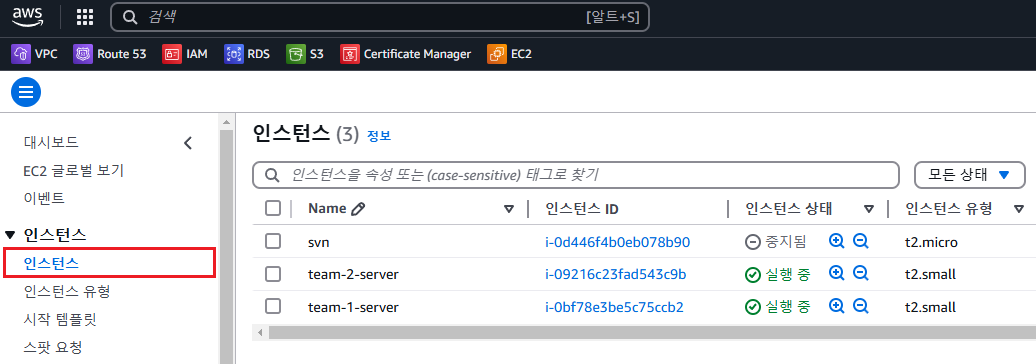 aws 검색 [알트+S]
VPC Route 53 IAM RDS S3 Certificate Manager EC2
대시보드
EC2 글로벌 보기
이벤트
인스턴스
인스턴스
인스턴스 유형
시작 템플릿
스팟 요청
인스턴스 (3) 정보
인스턴스을 속성 또는 (case-sensitive) 태그로 찾기 모든 상태
Name 인스턴스 ID 인스턴스 상태 인스턴스 유형
svn i-0d446f4b0eb078b90 중지됨 t2.micro
team-2-server i-09216c23fad543c9b 실행 중 t2.small
team-1-server i-0bf78e3be5c75ccb2 실행 중 t2.small